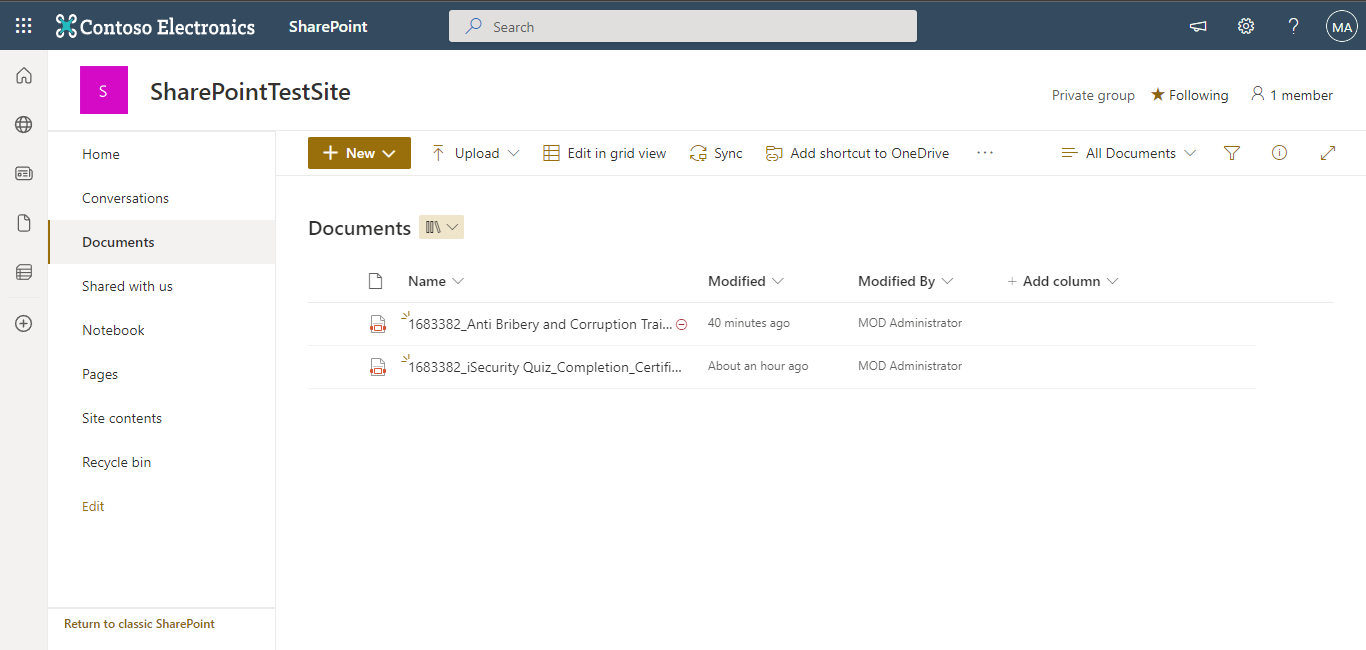 Contoso Electronics
SharePoint
Search
?
MA
S
SharePointTestSite
Private group
Following
1 member
Home
Conversations
Documents
Shared with us
Notebook
Pages
Site contents
Recycle bin
Edit
Return to classic SharePoint
+ New
Upload
Edit in grid view
Sync
Add shortcut to OneDrive
...
All Documents
Documents
Name
Modified
Modified By
+ Add column
1683382_Anti Bribery and Corruption Trai...
40 minutes ago
MOD Administrator
1683382_iSecurity Quiz_Completion_Certifi...
About an hour ago
MOD Administrator